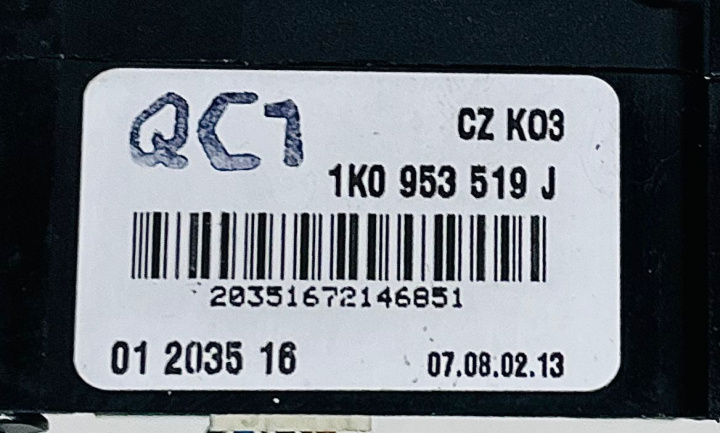 QC1
CZ K03
1K0 953 519 J
20351672146851
01 2035 16
07.08.02.13